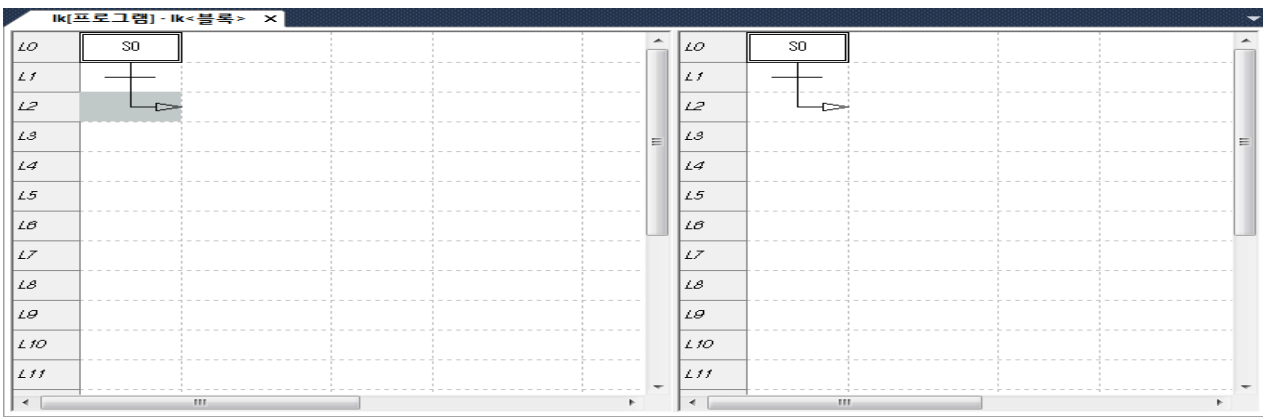 lk[프로그램] - lk<블록>
L0 S0
L1
L2
L3
L4
L5
L6
L7
L8
L9
L10
L11
L0 S0
L1
L2
L3
L4
L5
L6
L7
L8
L9
L10
L11